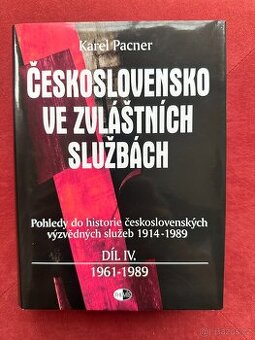 Karel Pacner
ČESKOSLOVENSKO
VE ZVLÁŠTNÍCH
SLUŽBÁCH
Pohledy do historie československých
výzvědných služeb 1914-1989
DÍL IV.
1961-1989